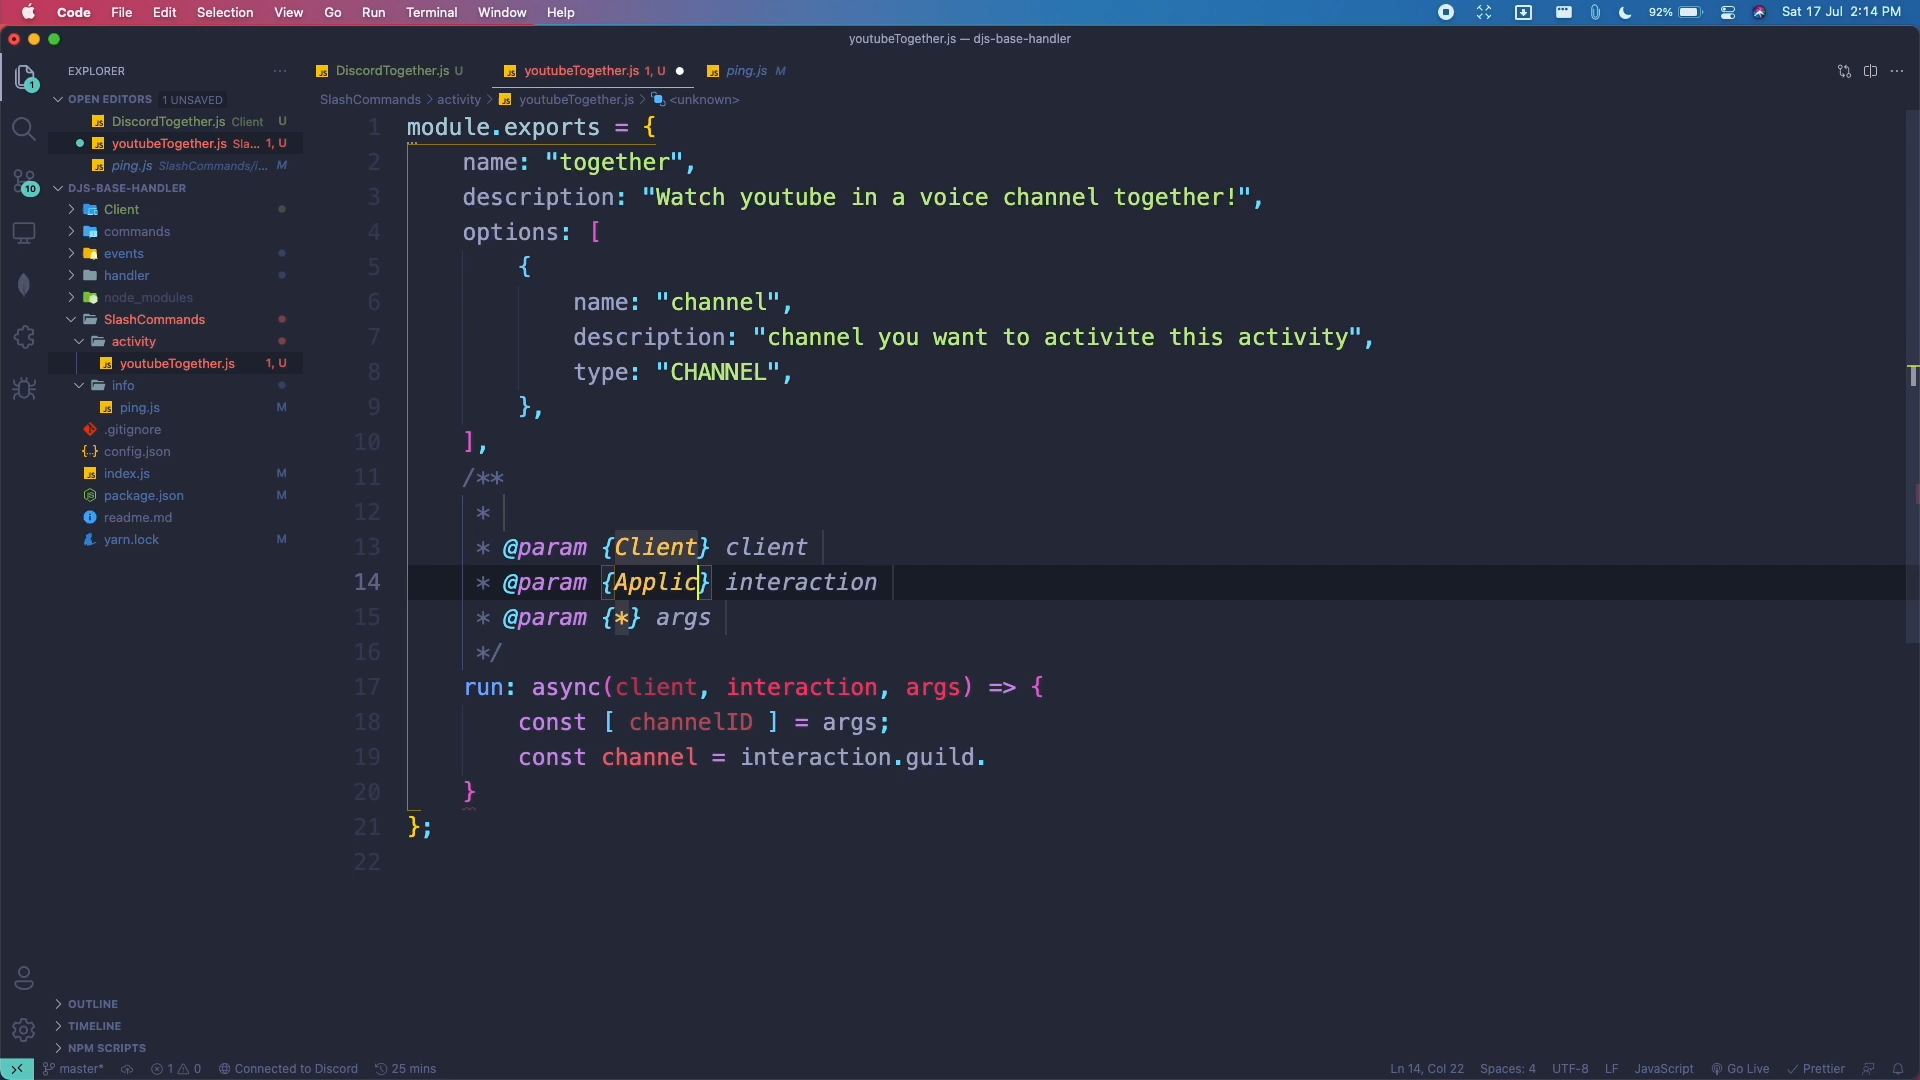 Code File Edit Selection View Go Run Terminal Window Help
92% Sat 17 Jul 2:14 PM
youtubeTogether.js — djs-base-handler
EXPLORER
DiscordTogether.js U
youtubeTogether.js 1, U
ping.js M
OPEN EDITORS 1 UNSAVED
SlashCommands > activity > youtubeTogether.js > <unknown>
DiscordTogether.js Client U
youtubeTogether.js Sla... 1, U
ping.js SlashCommands/i... M
DJS-BASE-HANDLER
Client
commands
events
handler
node_modules
SlashCommands
activity
youtubeTogether.js 1, U
info
ping.js M
.gitignore
config.json
index.js M
package.json M
readme.md
yarn.lock M
1
10
1 module.exports = {
2 name: "together",
3 description: "Watch youtube in a voice channel together!",
4 options: [
5 {
6 name: "channel",
7 description: "channel you want to activite this activity",
8 type: "CHANNEL",
9 },
10 ],
11 /**
12 *
13 * @param {Client} client
14 * @param {Applic} interaction
15 * @param {*} args
16 */
17 run: async(client, interaction, args) => {
18 const [ channelID ] = args;
19 const channel = interaction.guild.
20 }
21 };
22
OUTLINE
TIMELINE
NPM SCRIPTS
master* 1 0 Connected to Discord 25 mins
Ln 14, Col 22 Spaces: 4 UTF-8 LF JavaScript Go Live Prettier